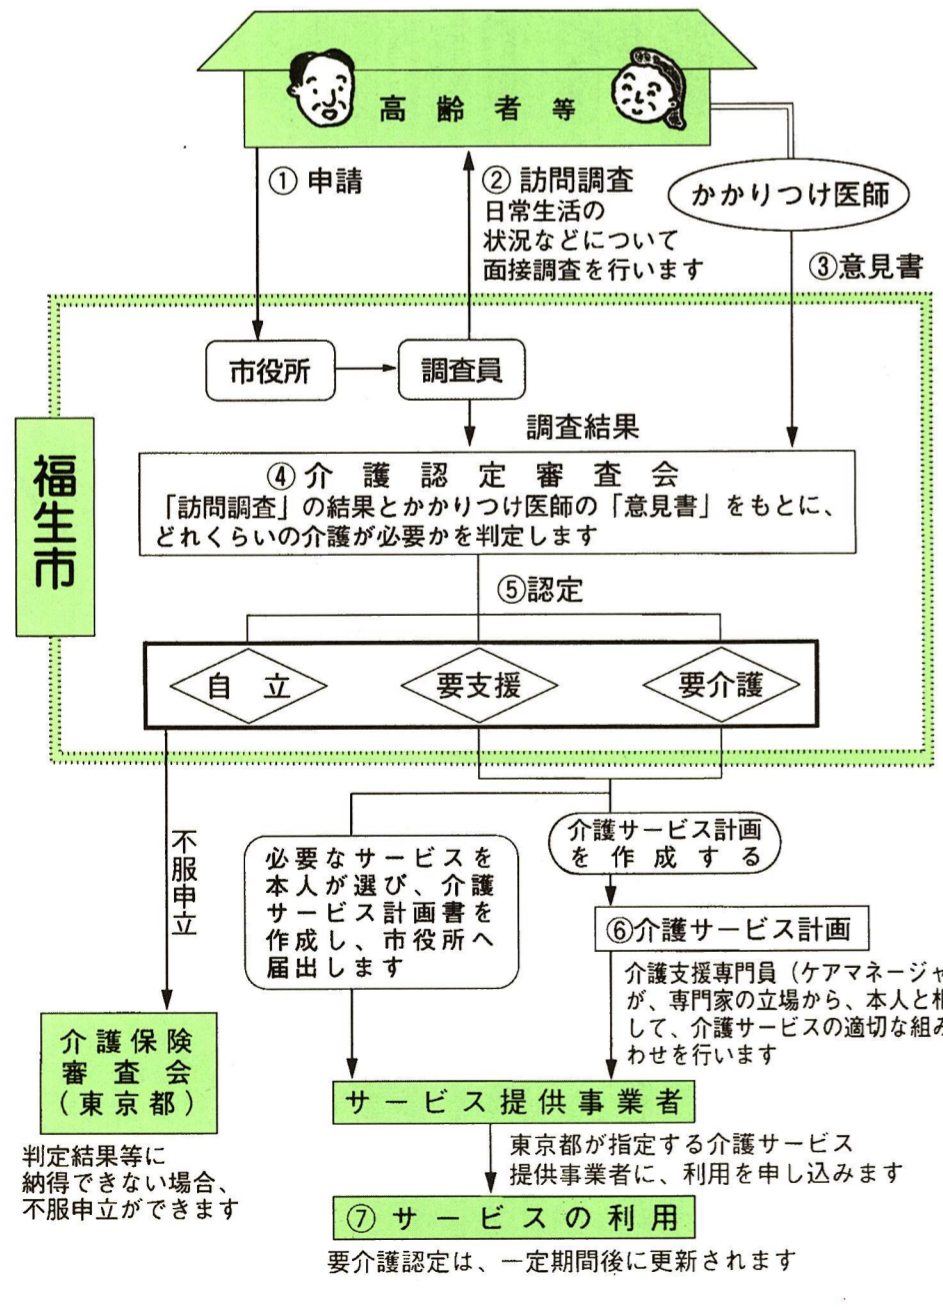 高齢者等
① 申請
② 訪問調査
日常生活の
状況などについて
面接調査を行います
かかりつけ医師
③意見書
市役所
調査員
調査結果
福生市
④介護認定審査会
「訪問調査」の結果とかかりつけ医師の「意見書」をもとに、
どれくらいの介護が必要かを判定します
⑤認定
自立
要支援
要介護
不服申立
必要なサービスを
本人が選び、介護
サービス計画書を
作成し、市役所へ
届出します
介護サービス計画
を作成する
⑥介護サービス計画
介護支援専門員（ケアマネージャ
が、専門家の立場から、本人と相
して、介護サービスの適切な組み
わせを行います
介護保険
審査会
(東京都)
判定結果等に
納得できない場合、
不服申立ができます
サービス提供事業者
東京都が指定する介護サービス
提供事業者に、利用を申し込みます
⑦サービスの利用
要介護認定は、一定期間後に更新されます